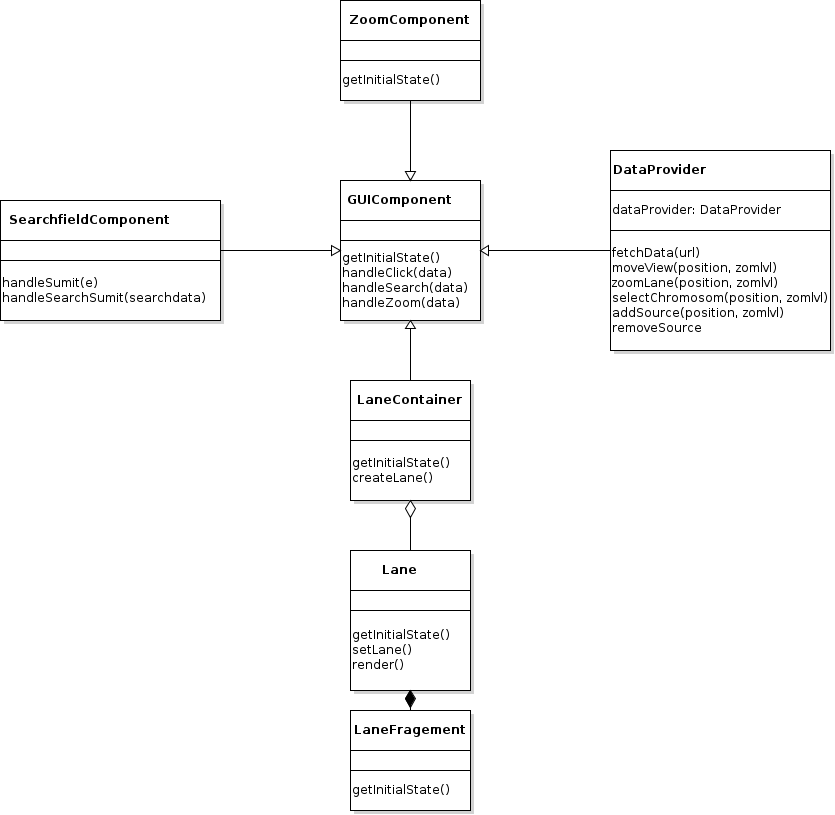 ZoomComponent
getInitialState()
DataProvider
dataProvider: DataProvider
fetchData(url)
moveView(position, zomlvl)
zoomLane(position, zomlvl)
selectChromosom(position, zomlvl)
addSource(position, zomlvl)
removeSource
GUIComponent
getInitialState()
handleClick(data)
handleSearch(data)
handleZoom(data)
SearchfieldComponent
handleSumit(e)
handleSearchSumit(searchdata)
LaneContainer
getInitialState()
createLane()
Lane
getInitialState()
setLane()
render()
LaneFragement
getInitialState()